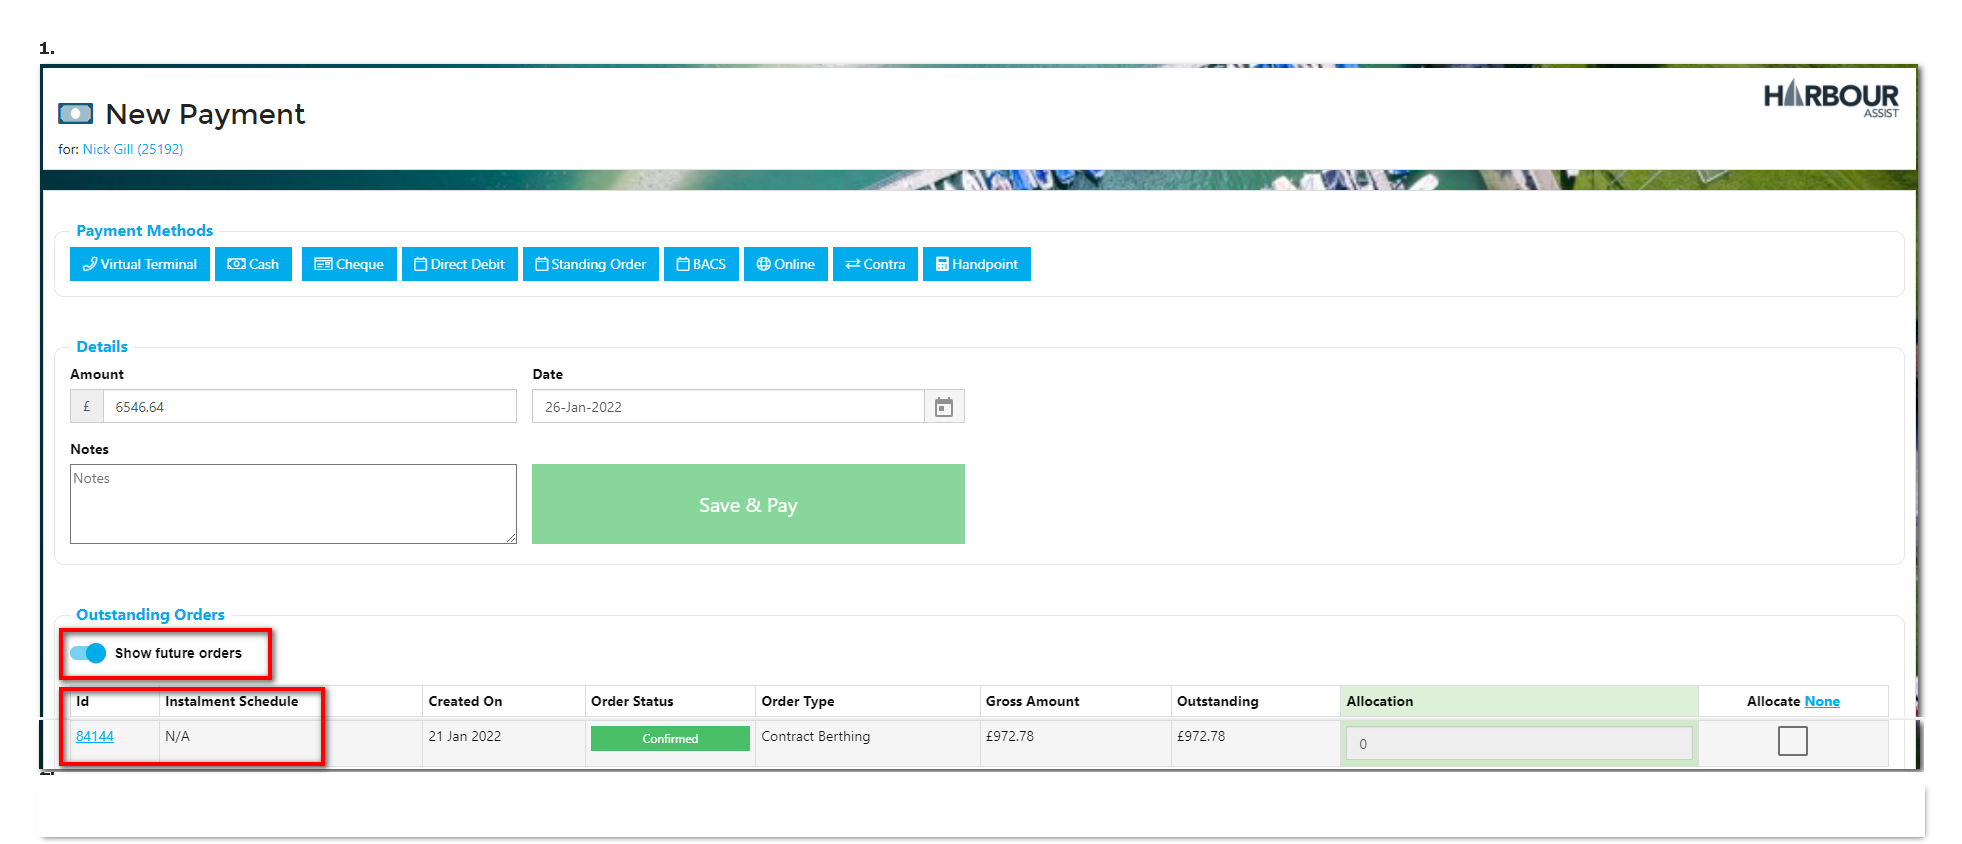 1.
New Payment
HARBOUR
ASSIST
for: Nick Gill (25192)
Payment Methods
Virtual Terminal Cash Cheque Direct Debit Standing Order BACS Online Contra Handpoint
Details
Amount Date
£ 6546.64 26-Jan-2022
Notes
Notes
Save & Pay
Outstanding Orders
Show future orders
Id Instalment Schedule Created On Order Status Order Type Gross Amount Outstanding Allocation Allocate None
84144 N/A 21 Jan 2022 Confirmed Contract Berthing £972.78 £972.78 0
2.